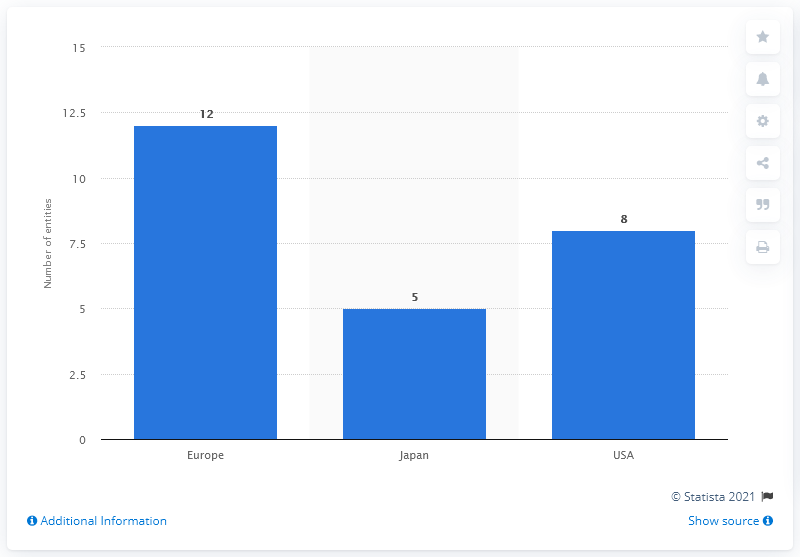 15
12.5
10
7.5
5
2.5
0
Number of entities
12
5
8
Europe
Japan
USA
© Statista 2021
Additional Information
Show source